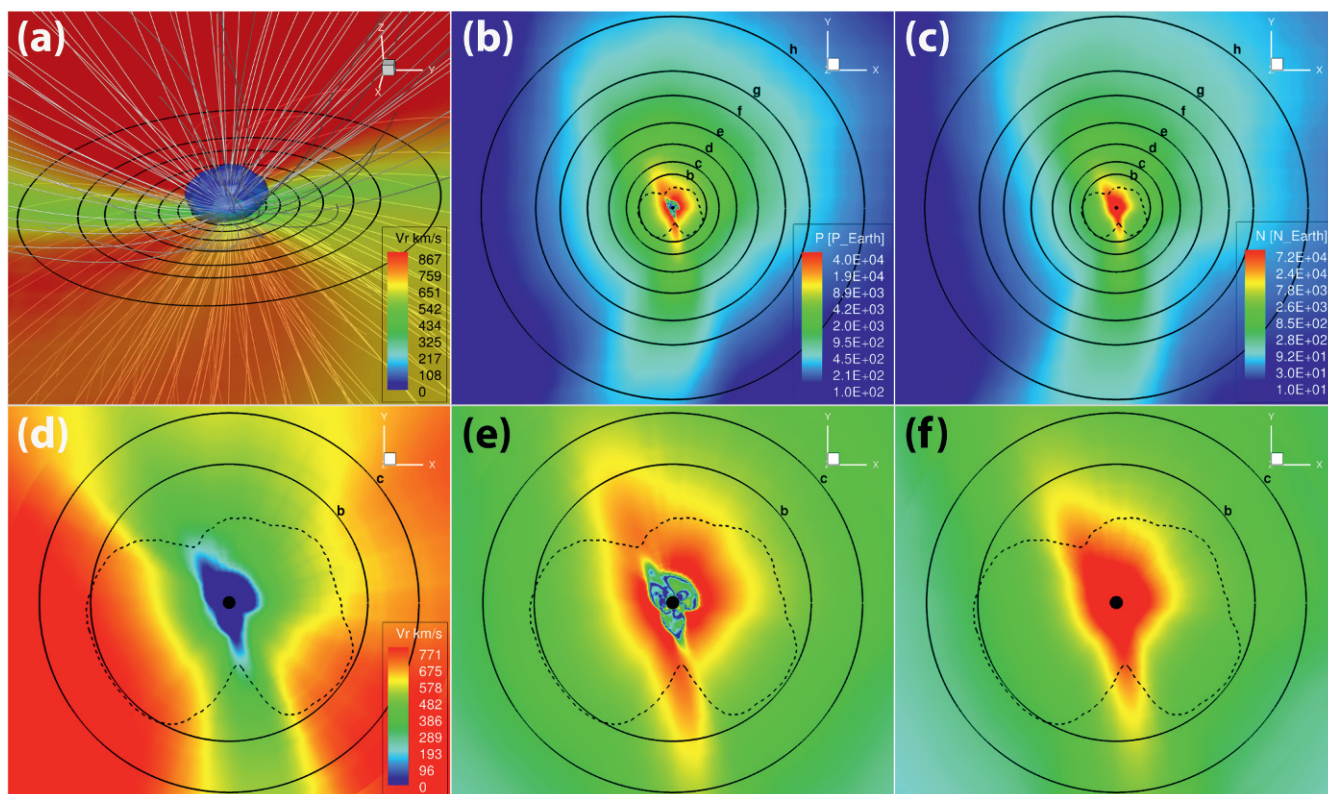 (a)
Z
Y
X
Vr km/s
867
759
651
542
434
325
217
108
0
(b)
Y
Z
X
h
g
f
e
d
c
b
P [P_Earth]
4.0E+04
1.9E+04
8.9E+03
4.2E+03
2.0E+03
9.5E+02
4.5E+02
2.1E+02
1.0E+02
(c)
Y
Z
X
h
g
f
e
d
c
b
N [N_Earth]
7.2E+04
2.4E+04
7.8E+03
2.6E+03
8.5E+02
2.8E+02
9.2E+01
3.0E+01
1.0E+01
(d)
Y
Z
X
c
b
Vr km/s
771
675
578
482
386
289
193
96
0
(e)
Y
Z
X
c
b
(f)
Y
Z
X
c
b